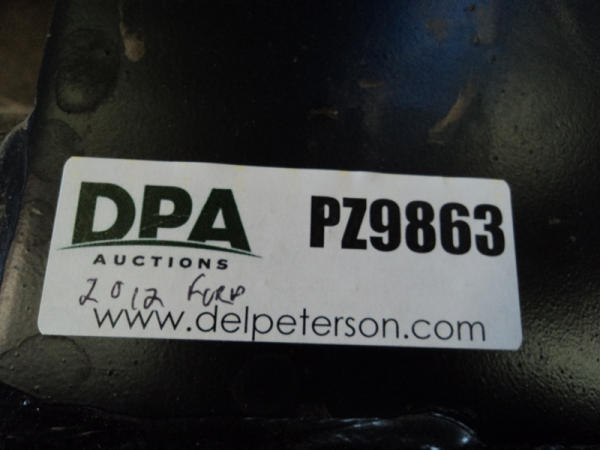 DPA
AUCTIONS
PZ9863
2012 Ford
www.delpeterson.com